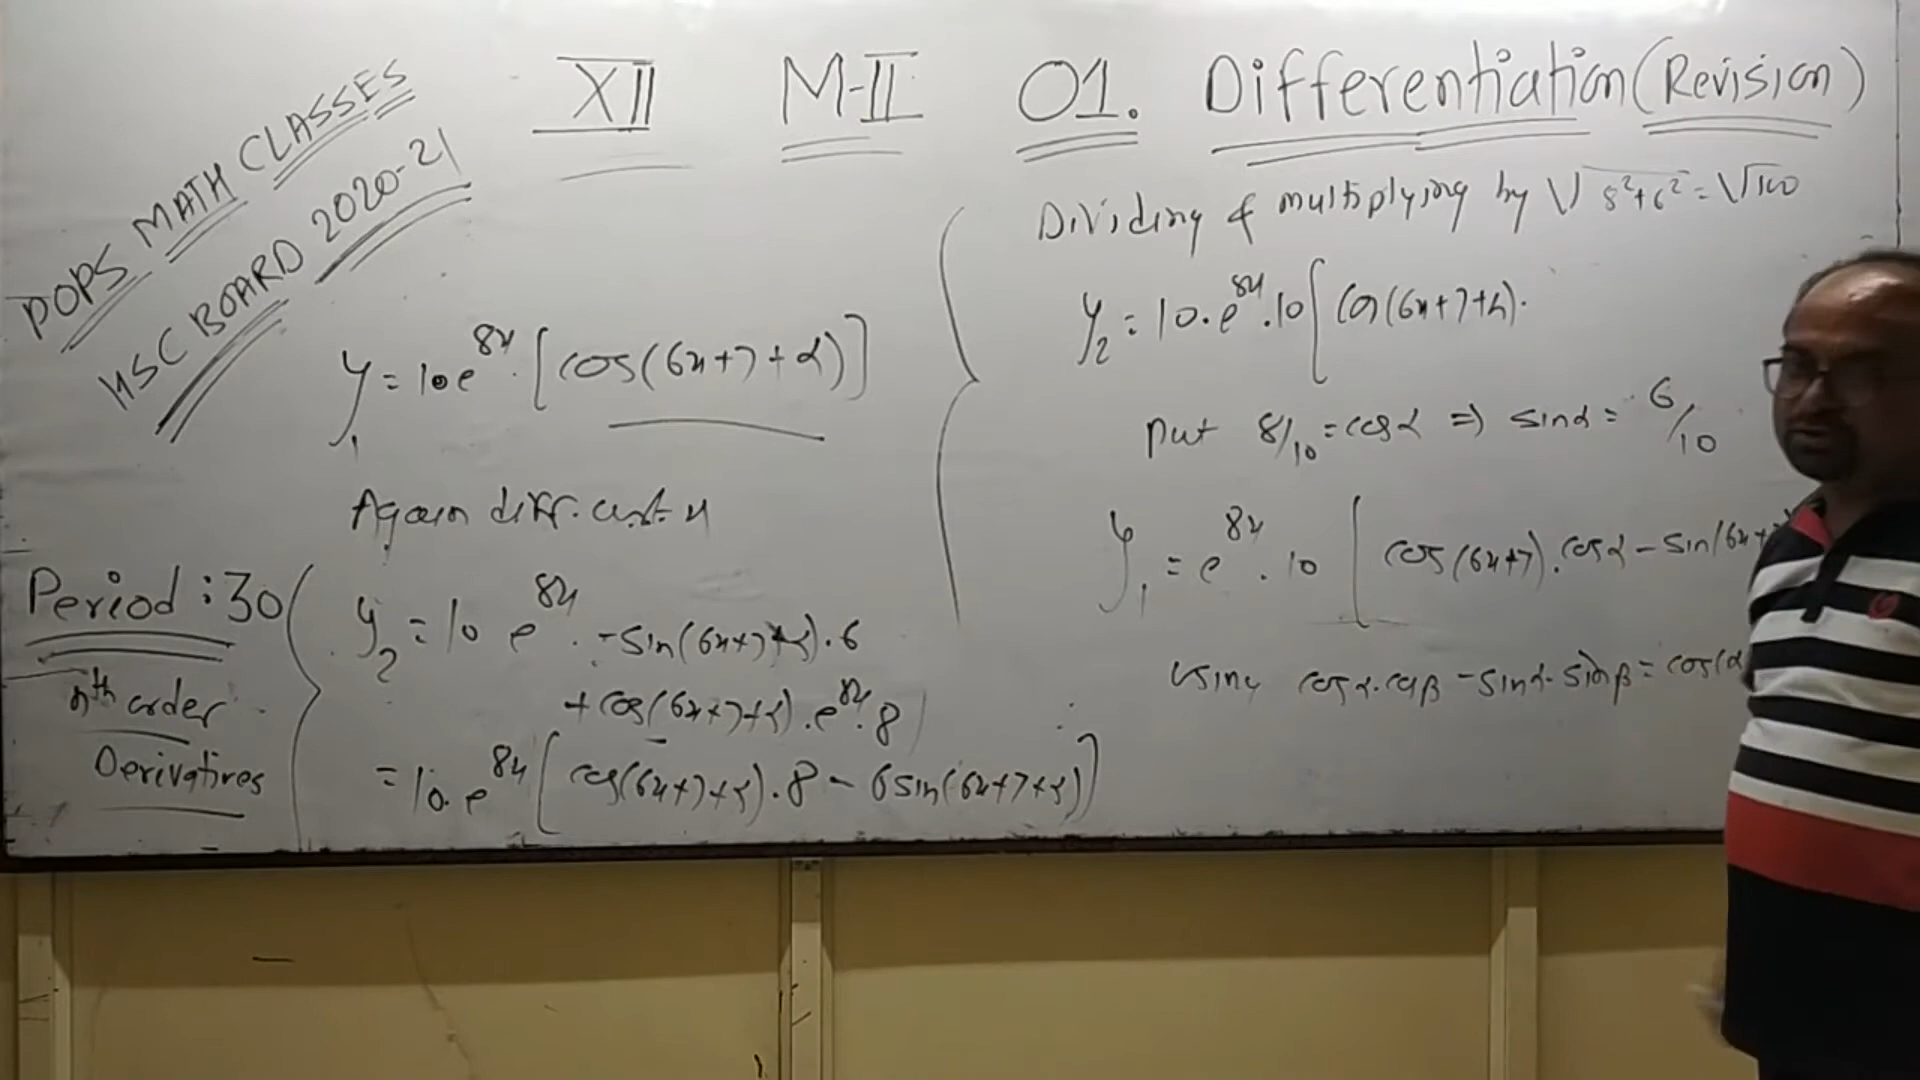 POPS MATH CLASSES
HSC BOARD 2020-21
XII M-II 01. Differentiation (Revision)
y₁ = 10e^8x · [cos(6x+7+α)]
Again diff. w.r.t. x
y₂ = 10 e^8x · -sin(6x+7+α)·6
+ cos(6x+7+α)·e^8x·8
= 10·e^8x [cos(6x+7+α)·8 - 6sin(6x+7+α)]
Period : 30
nth order
Derivatives
Dividing & multiplying by √8²+6² = √100
y₂ = 10·e^8x·10 [cos(6x+7+α)·
put 8/10 = cosα ⇒ sinα = 6/10
y₁ = e^8x · 10 [cos(6x+7)·cosα - sin(6x+
using cosα·cosβ - sinα·sinβ = cos(α